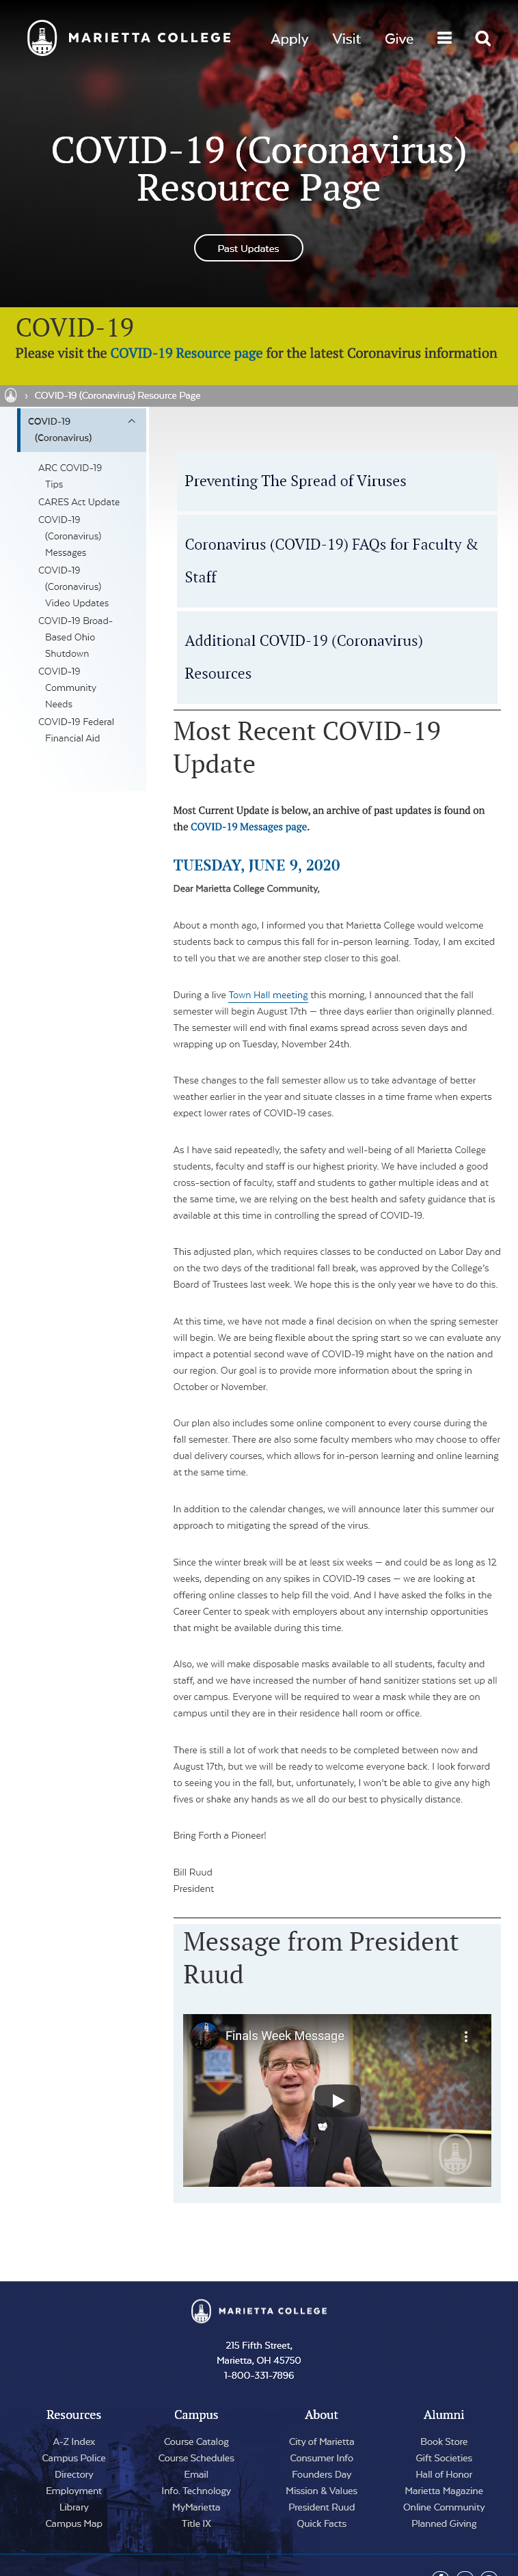 MARIETTA COLLEGE
Apply
Visit
Give
COVID-19 (Coronavirus)
Resource Page
Past Updates
COVID-19
Please visit the COVID-19 Resource page for the latest Coronavirus information
› COVID-19 (Coronavirus) Resource Page
COVID-19
(Coronavirus)
ARC COVID-19
Tips
CARES Act Update
COVID-19
(Coronavirus)
Messages
COVID-19
(Coronavirus)
Video Updates
COVID-19 Broad-
Based Ohio
Shutdown
COVID-19
Community
Needs
COVID-19 Federal
Financial Aid
Preventing The Spread of Viruses
Coronavirus (COVID-19) FAQs for Faculty &
Staff
Additional COVID-19 (Coronavirus)
Resources
Most Recent COVID-19
Update
Most Current Update is below, an archive of past updates is found on
the COVID-19 Messages page.
TUESDAY, JUNE 9, 2020
Dear Marietta College Community,
About a month ago, I informed you that Marietta College would welcome
students back to campus this fall for in-person learning. Today, I am excited
to tell you that we are another step closer to this goal.
During a live Town Hall meeting this morning, I announced that the fall
semester will begin August 17th — three days earlier than originally planned.
The semester will end with final exams spread across seven days and
wrapping up on Tuesday, November 24th.
These changes to the fall semester allow us to take advantage of better
weather earlier in the year and situate classes in a time frame when experts
expect lower rates of COVID-19 cases.
As I have said repeatedly, the safety and well-being of all Marietta College
students, faculty and staff is our highest priority. We have included a good
cross-section of faculty, staff and students to gather multiple ideas and at
the same time, we are relying on the best health and safety guidance that is
available at this time in controlling the spread of COVID-19.
This adjusted plan, which requires classes to be conducted on Labor Day and
on the two days of the traditional fall break, was approved by the College's
Board of Trustees last week. We hope this is the only year we have to do this.
At this time, we have not made a final decision on when the spring semester
will begin. We are being flexible about the spring start so we can evaluate any
impact a potential second wave of COVID-19 might have on the nation and
our region. Our goal is to provide more information about the spring in
October or November.
Our plan also includes some online component to every course during the
fall semester. There are also some faculty members who may choose to offer
dual delivery courses, which allows for in-person learning and online learning
at the same time.
In addition to the calendar changes, we will announce later this summer our
approach to mitigating the spread of the virus.
Since the winter break will be at least six weeks — and could be as long as 12
weeks, depending on any spikes in COVID-19 cases — we are looking at
offering online classes to help fill the void. And I have asked the folks in the
Career Center to speak with employers about any internship opportunities
that might be available during this time.
Also, we will make disposable masks available to all students, faculty and
staff, and we have increased the number of hand sanitizer stations set up all
over campus. Everyone will be required to wear a mask while they are on
campus until they are in their residence hall room or office.
There is still a lot of work that needs to be completed between now and
August 17th, but we will be ready to welcome everyone back. I look forward
to seeing you in the fall, but, unfortunately, I won't be able to give any high
fives or shake any hands as we all do our best to physically distance.
Bring Forth a Pioneer!
Bill Ruud
President
Message from President
Ruud
Finals Week Message
MARIETTA COLLEGE
215 Fifth Street,
Marietta, OH 45750
1-800-331-7896
Resources
A-Z Index
Campus Police
Directory
Employment
Library
Campus Map
Campus
Course Catalog
Course Schedules
Email
Info. Technology
MyMarietta
Title IX
About
City of Marietta
Consumer Info
Founders Day
Mission & Values
President Ruud
Quick Facts
Alumni
Book Store
Gift Societies
Hall of Honor
Marietta Magazine
Online Community
Planned Giving